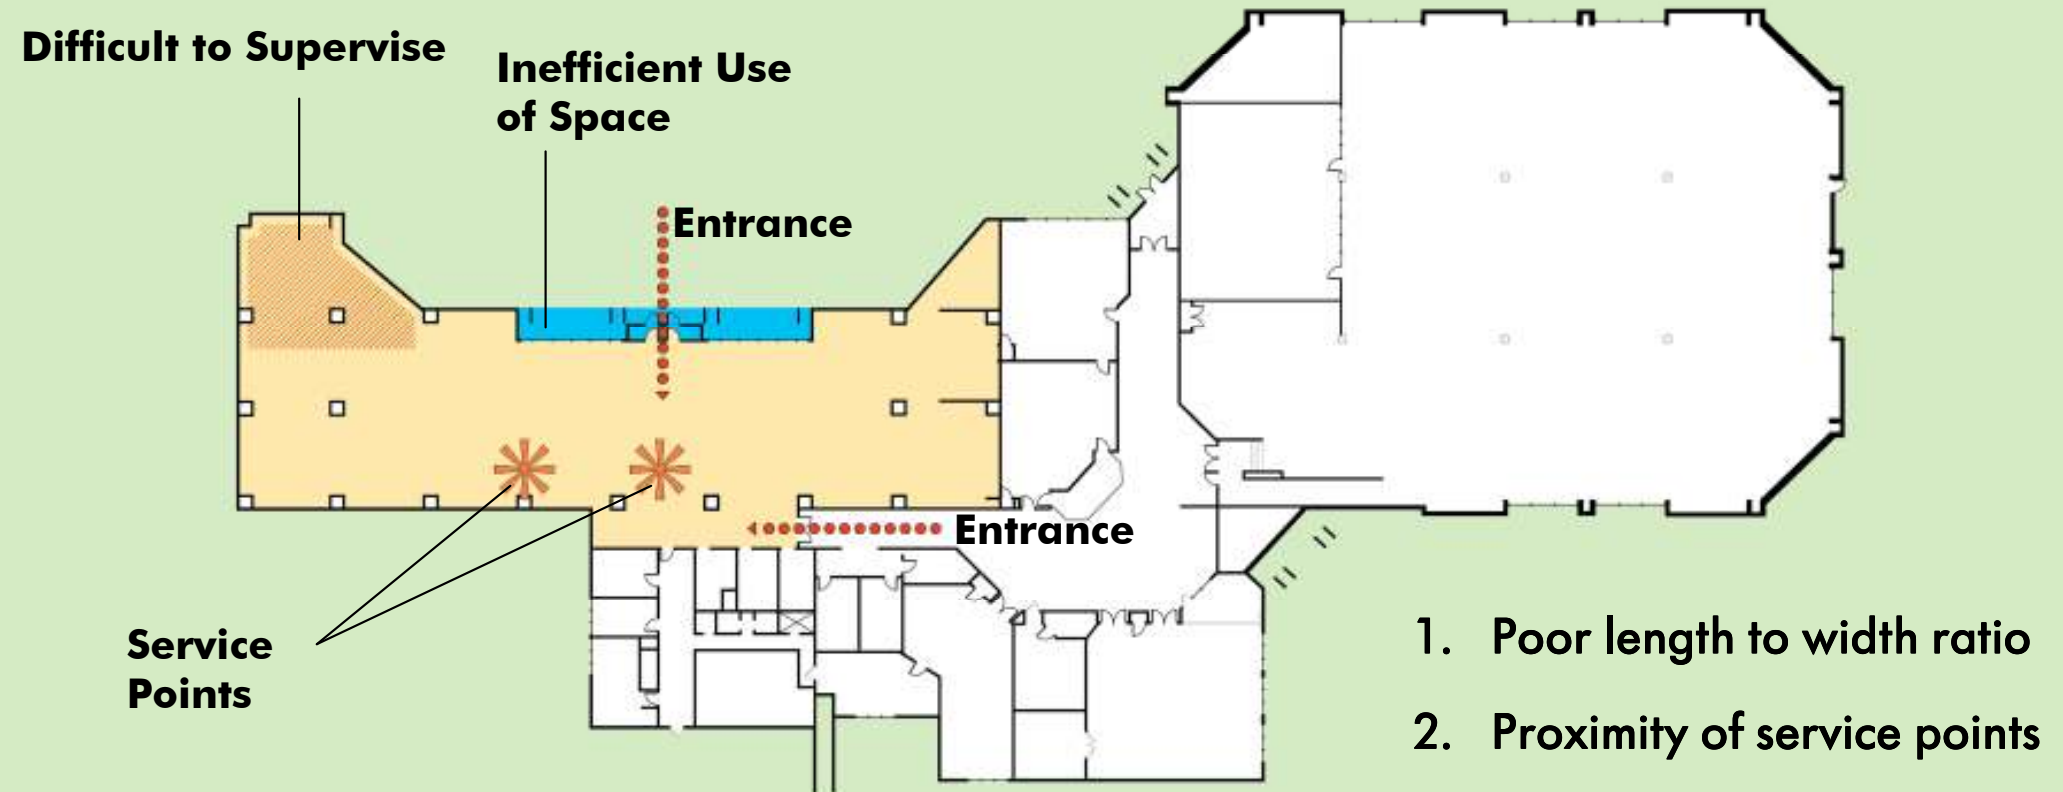 Difficult to Supervise
Inefficient Use
of Space
Entrance
Entrance
Service
Points
1. Poor length to width ratio
2. Proximity of service points